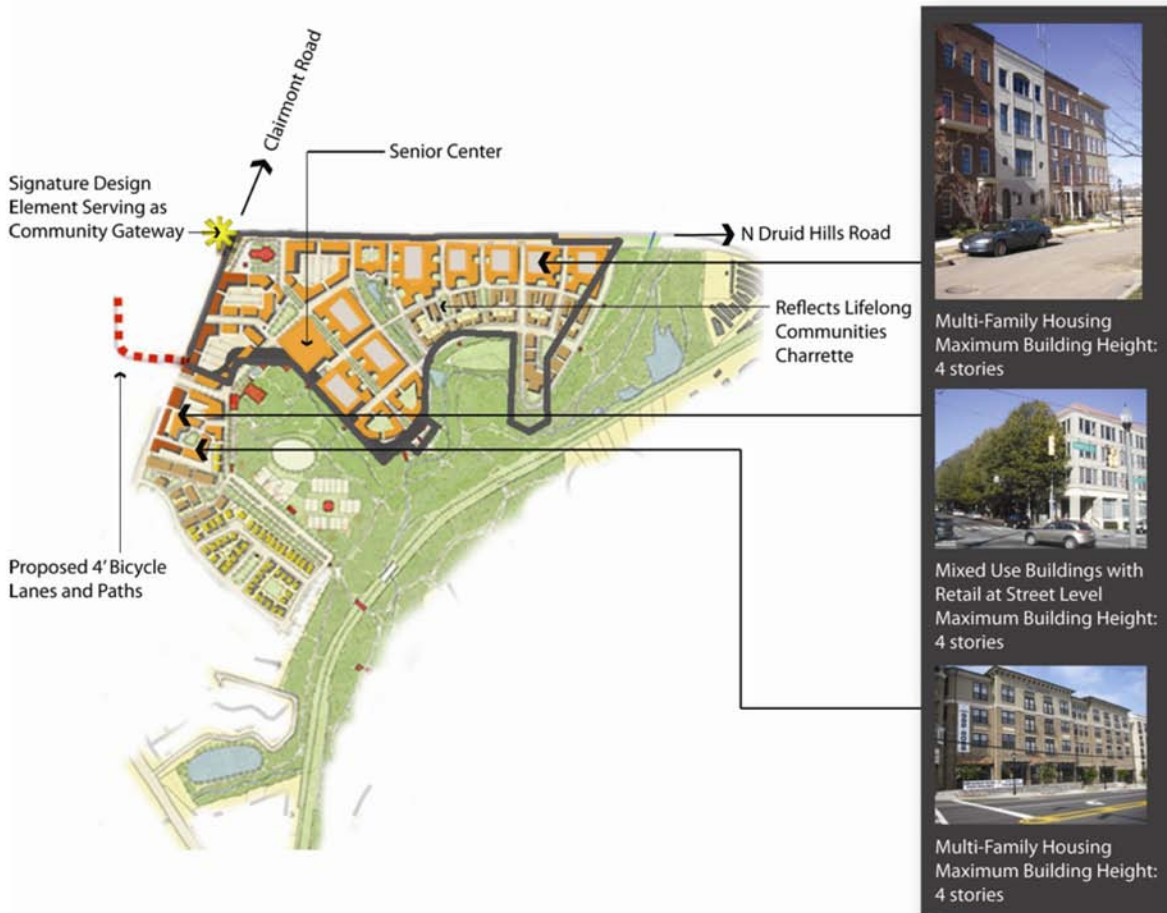 Clairmont Road
Senior Center
Signature Design
Element Serving as
Community Gateway
N Druid Hills Road
Reflects Lifelong
Communities
Charrette
Proposed 4' Bicycle
Lanes and Paths
Multi-Family Housing
Maximum Building Height:
4 stories
Mixed Use Buildings with
Retail at Street Level
Maximum Building Height:
4 stories
Multi-Family Housing
Maximum Building Height:
4 stories